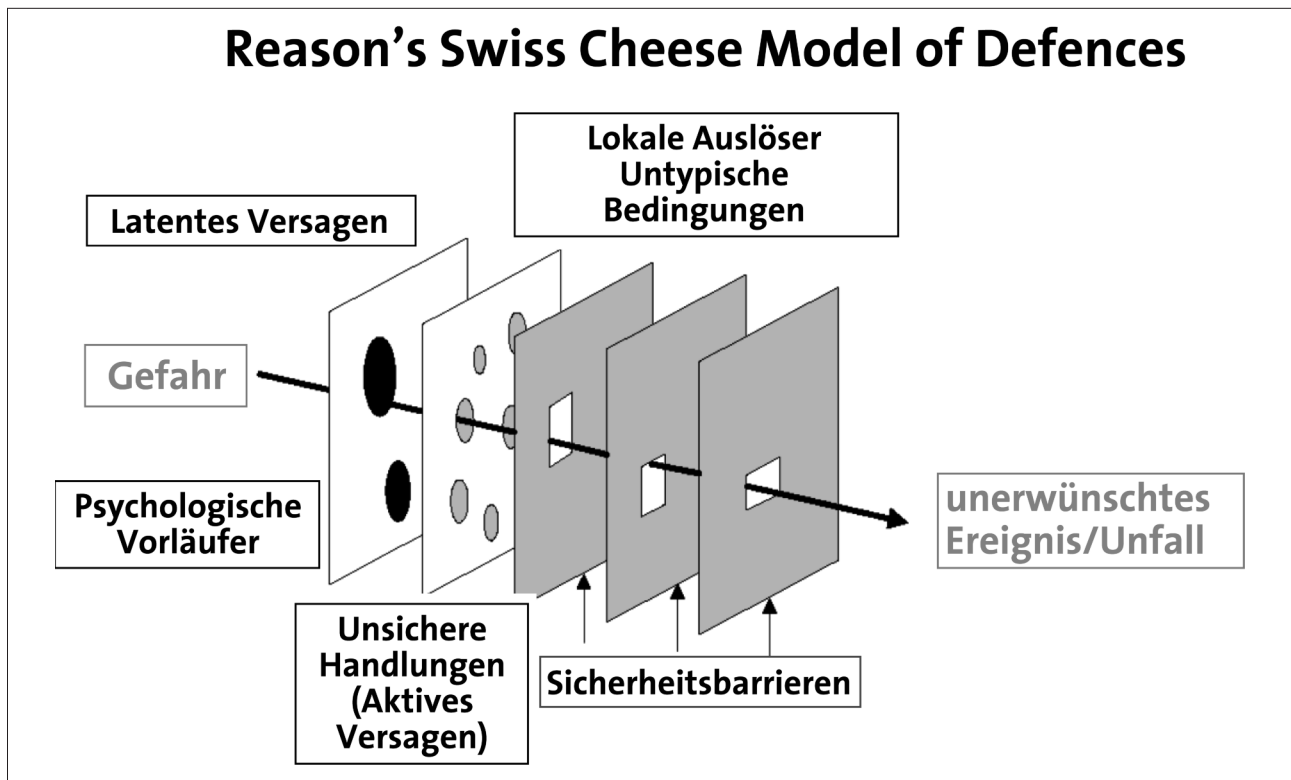 Reason's Swiss Cheese Model of Defences
Lokale Auslöser
Untypische
Bedingungen
Latentes Versagen
Gefahr
Psychologische
Vorläufer
unerwünschtes
Ereignis/Unfall
Unsichere
Handlungen
(Aktives
Versagen)
Sicherheitsbarrieren